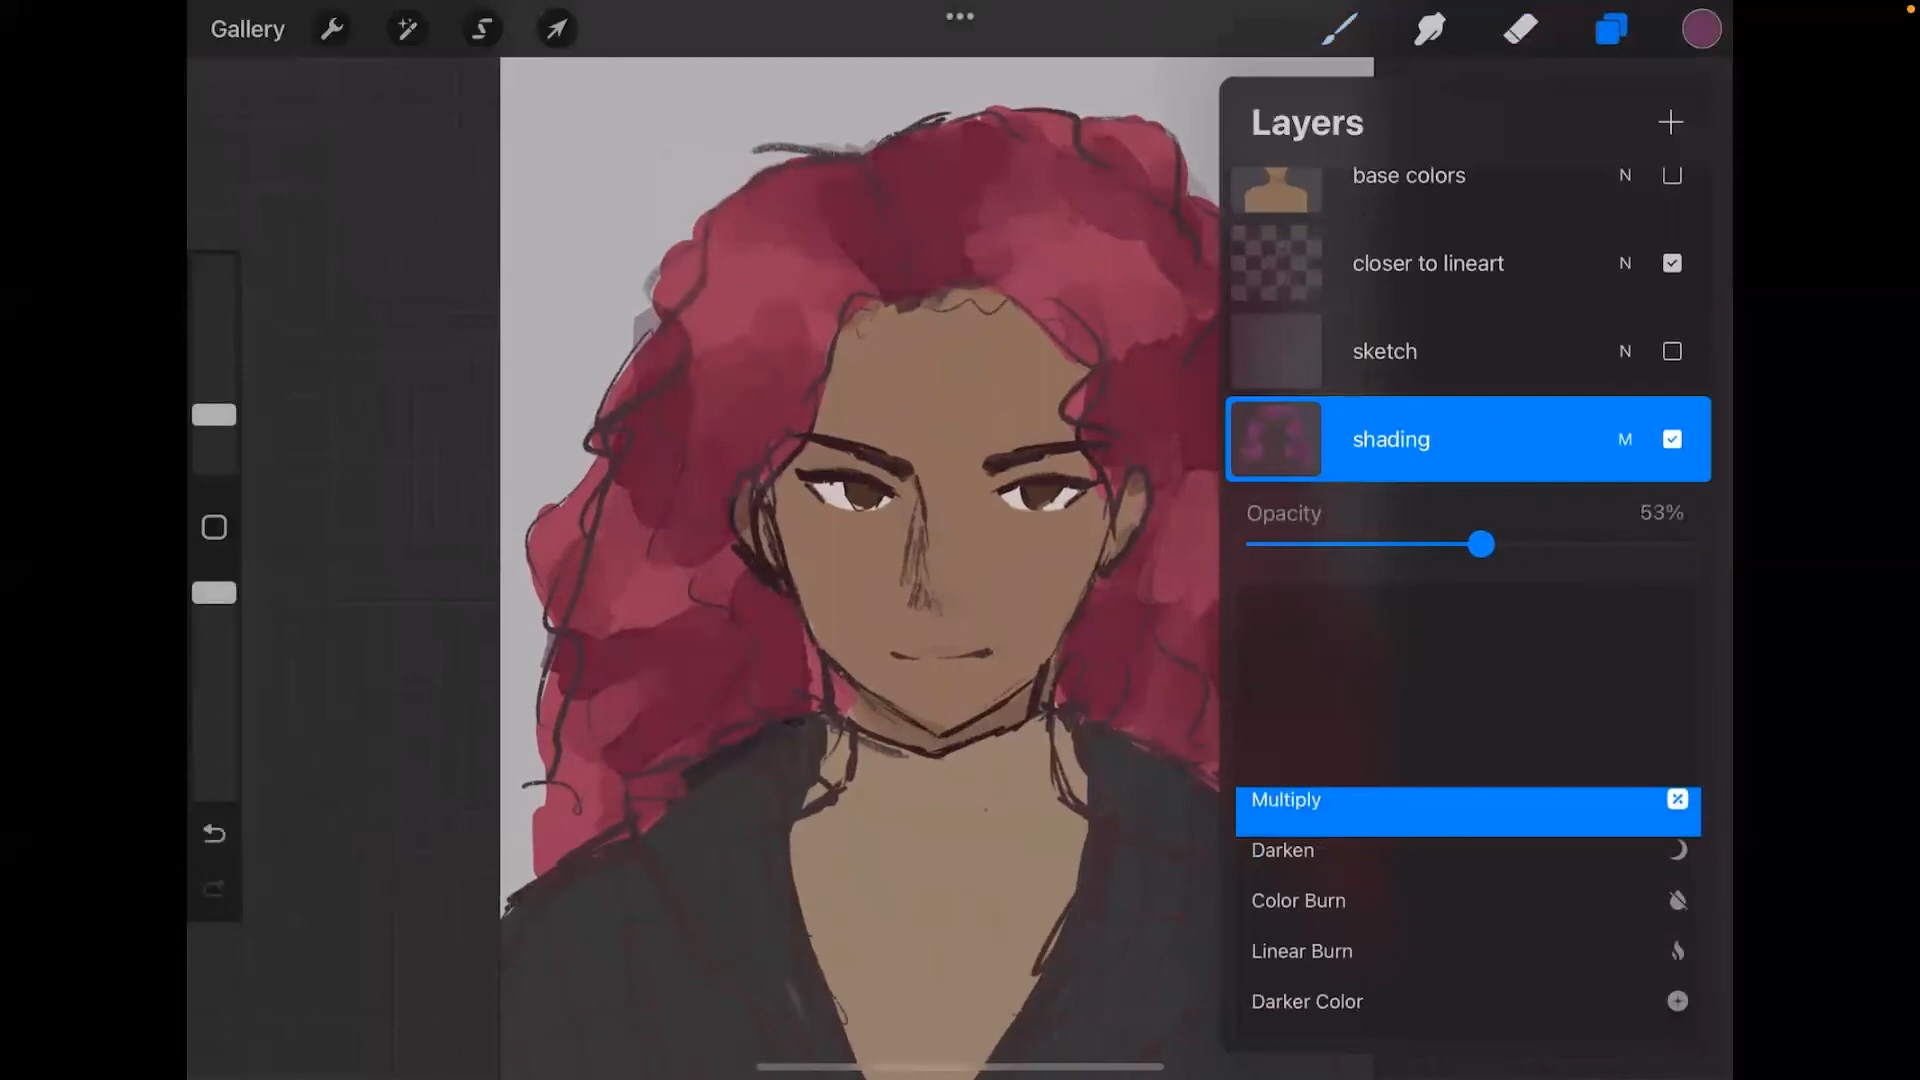 Gallery
Layers
base colors N
closer to lineart N
sketch N
shading M
Opacity 53%
Multiply
Darken
Color Burn
Linear Burn
Darker Color